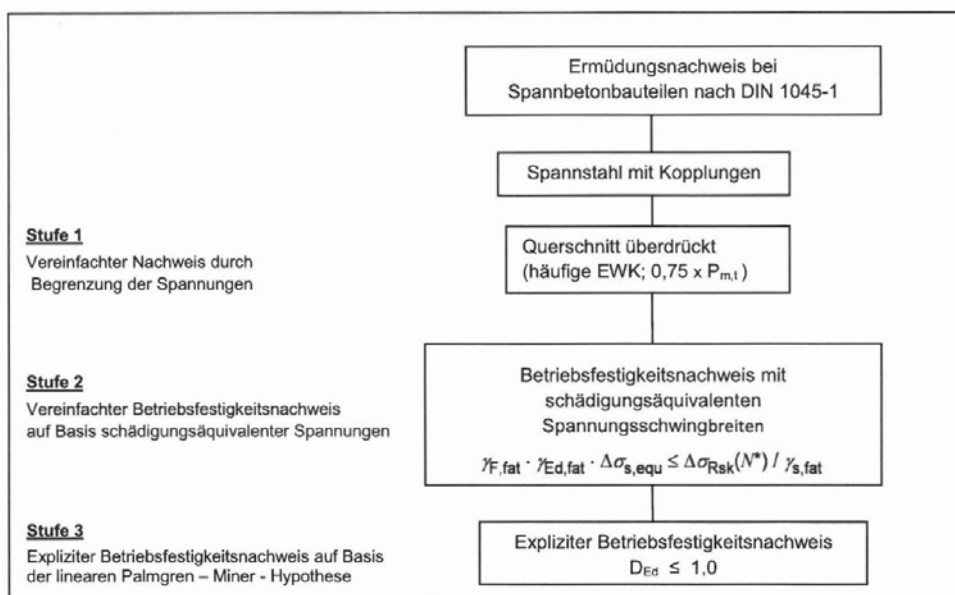 Ermüdungsnachweis bei
Spannbetonbauteilen nach DIN 1045-1
Spannstahl mit Kopplungen
Stufe 1
Vereinfachter Nachweis durch
Begrenzung der Spannungen
Querschnitt überdrückt
(häufige EWK; 0,75 x Pm,t )
Stufe 2
Vereinfachter Betriebsfestigkeitsnachweis
auf Basis schädigungsäquivalenter Spannungen
Betriebsfestigkeitsnachweis mit
schädigungsäquivalenten
Spannungsschwingbreiten
γF,fat · γEd,fat · Δσs,equ ≤ ΔσRsk(N*) / γs,fat
Stufe 3
Expliziter Betriebsfestigkeitsnachweis auf Basis
der linearen Palmgren – Miner - Hypothese
Expliziter Betriebsfestigkeitsnachweis
DEd ≤ 1,0